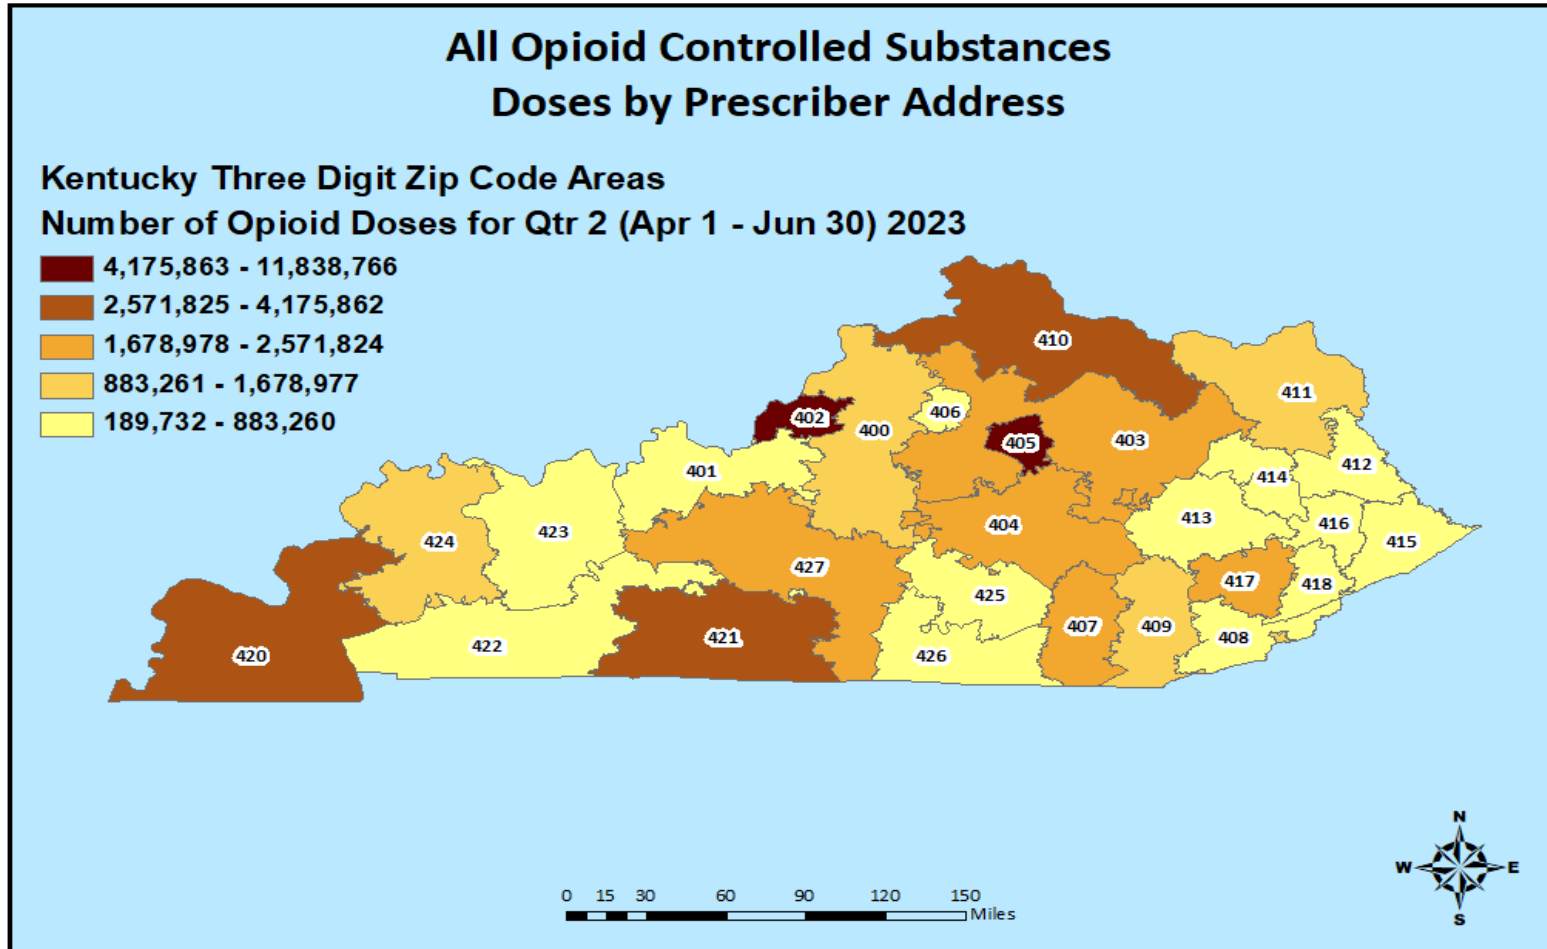 All Opioid Controlled Substances
Doses by Prescriber Address
Kentucky Three Digit Zip Code Areas
Number of Opioid Doses for Qtr 2 (Apr 1 - Jun 30) 2023
4,175,863 - 11,838,766
2,571,825 - 4,175,862
1,678,978 - 2,571,824
883,261 - 1,678,977
189,732 - 883,260
410
411
406
402
400
405
403
401
412
414
413
404
416
423
424
415
427
417
418
425
407
409
408
421
422
420
426
N
W E
S
0 15 30 60 90 120 150
Miles